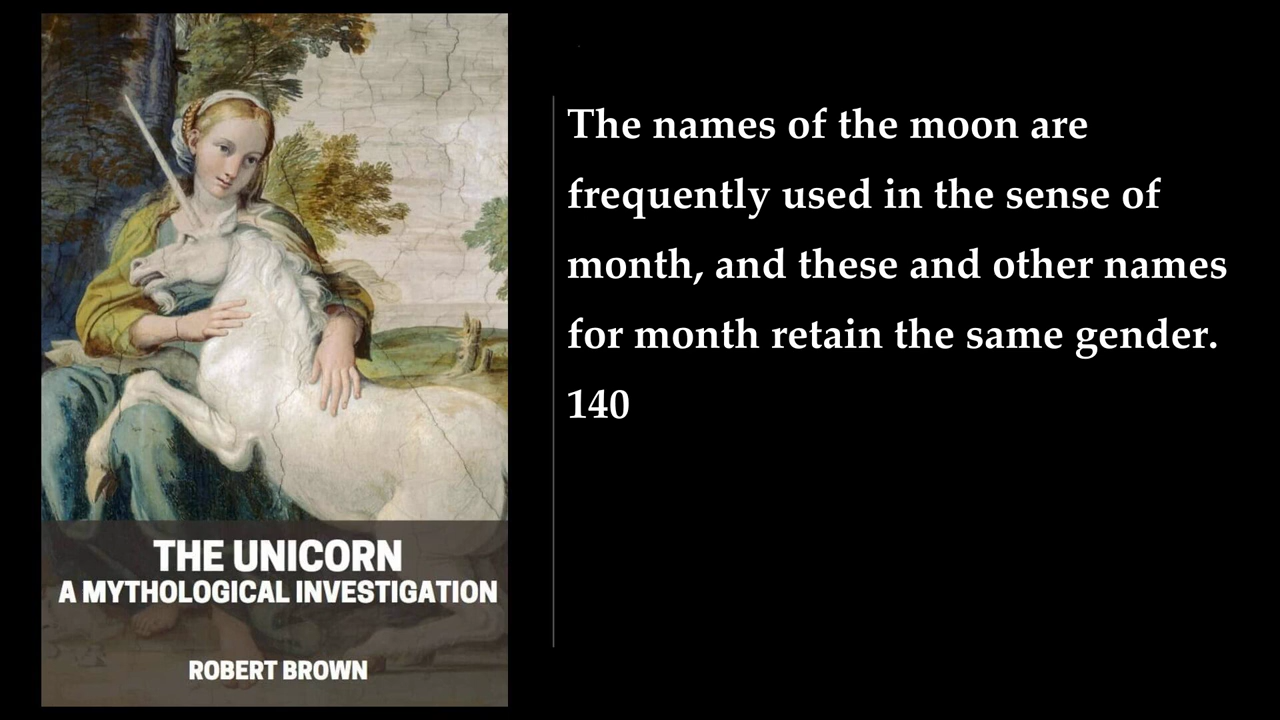 THE UNICORN
A MYTHOLOGICAL INVESTIGATION
ROBERT BROWN
The names of the moon are
frequently used in the sense of
month, and these and other names
for month retain the same gender.
140